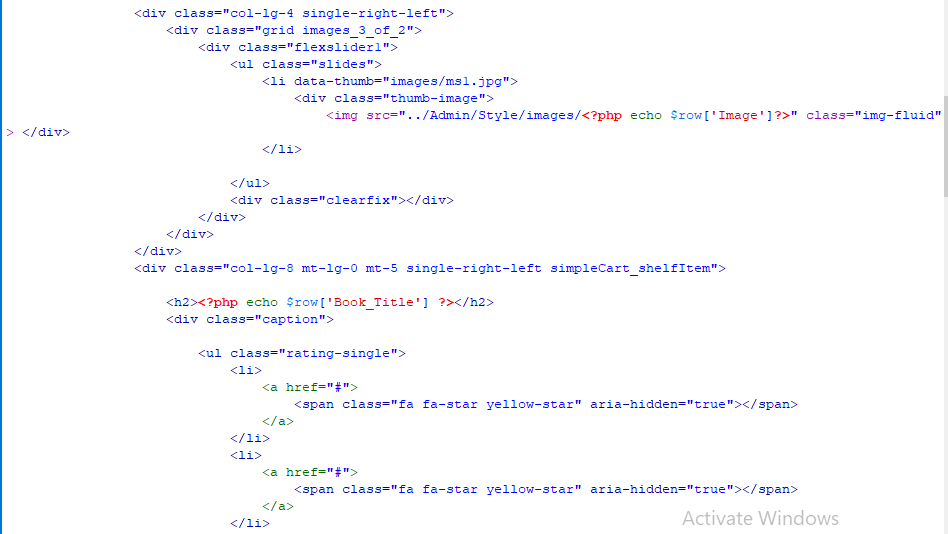 <div class="col-lg-4 single-right-left">
<div class="grid images_3_of_2">
<div class="flexslider1">
<ul class="slides">
<li data-thumb="images/ms1.jpg">
<div class="thumb-image">
<img src="../Admin/Style/images/<?php echo $row['Image']?>" class="img-fluid"
> </div>
</li>
</ul>
<div class="clearfix"></div>
</div>
</div>
</div>
<div class="col-lg-8 mt-lg-0 mt-5 single-right-left simpleCart_shelfItem">
<h2><?php echo $row['Book_Title'] ?></h2>
<div class="caption">
<ul class="rating-single">
<li>
<a href="#">
<span class="fa fa-star yellow-star" aria-hidden="true"></span>
</a>
</li>
<li>
<a href="#">
<span class="fa fa-star yellow-star" aria-hidden="true"></span>
</a>
</li>
Activate Windows